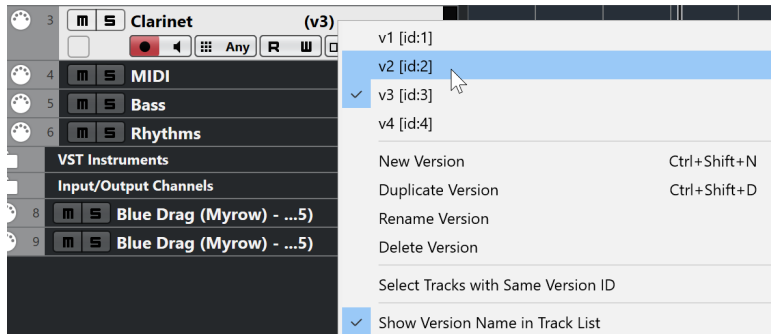 3 m S Clarinet (v3)
Any R W
4 m S MIDI
5 m S Bass
6 m S Rhythms
VST Instruments
Input/Output Channels
8 m S Blue Drag (Myrow) - ...5)
9 m S Blue Drag (Myrow) - ...5)
v1 [id:1]
v2 [id:2]
v3 [id:3]
v4 [id:4]
New Version Ctrl+Shift+N
Duplicate Version Ctrl+Shift+D
Rename Version
Delete Version
Select Tracks with Same Version ID
Show Version Name in Track List